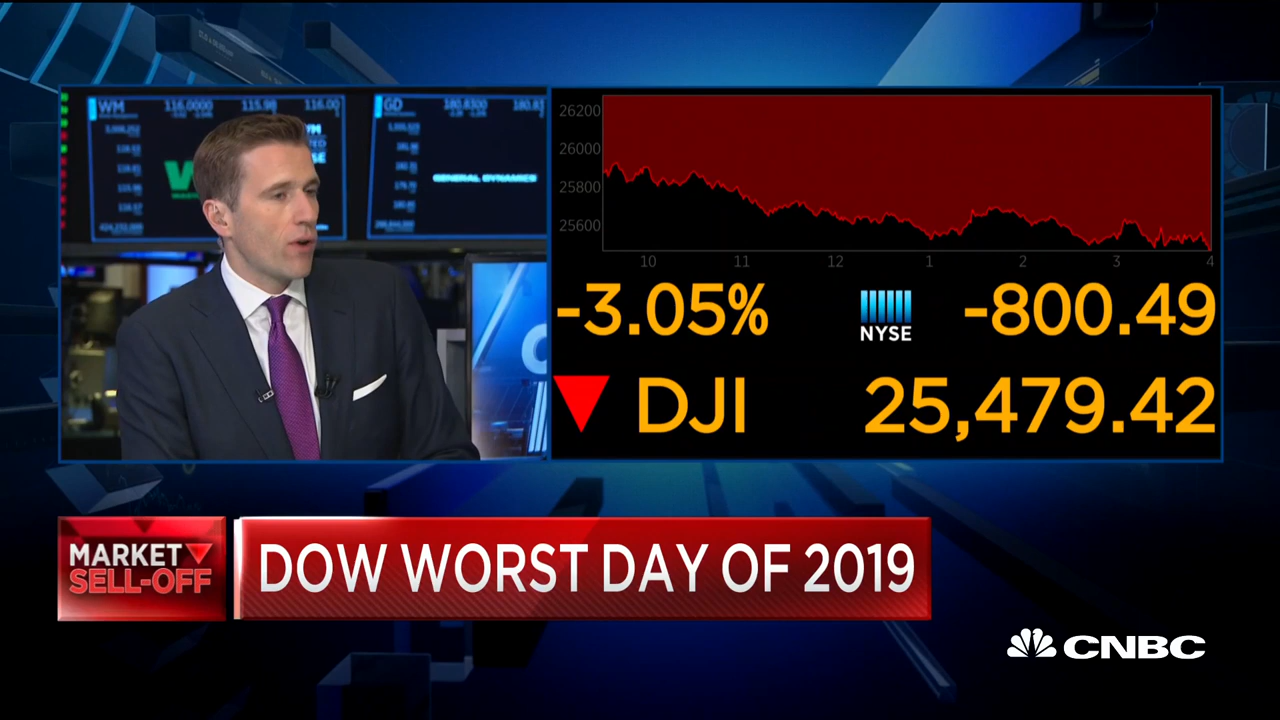 WM 116.0000 115.98 116.00
GD 180.8300 180.83
GENERAL DYNAMICS
26200
26000
25800
25600
10 11 12 1 2 3 4
-3.05% NYSE -800.49
DJI 25,479.42
MARKET
SELL-OFF
DOW WORST DAY OF 2019
CNBC